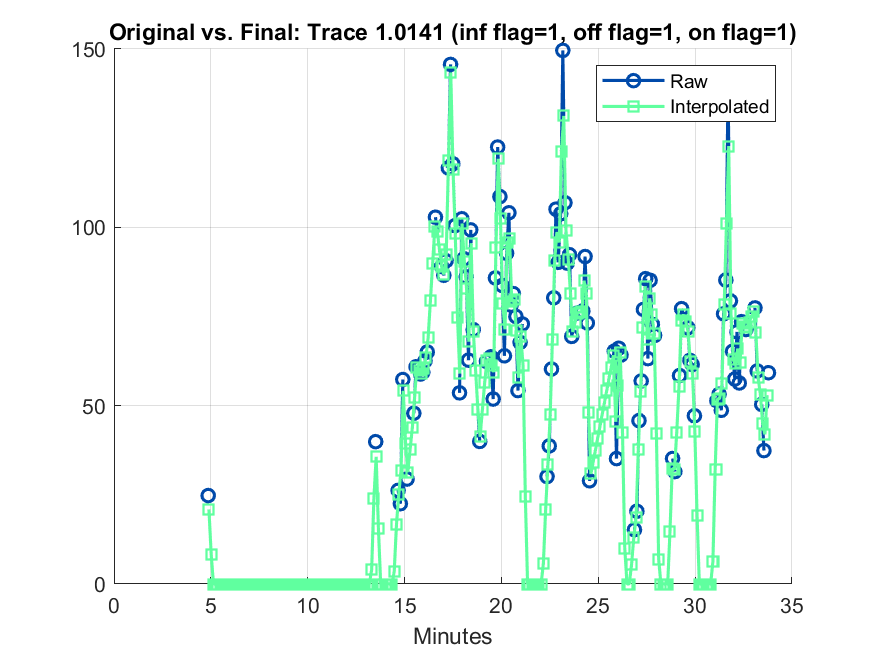 Original vs. Final: Trace 1.0141 (inf flag=1, off flag=1, on flag=1)
150
100
50
0
Raw
Interpolated
0 5 10 15 20 25 30 35
Minutes